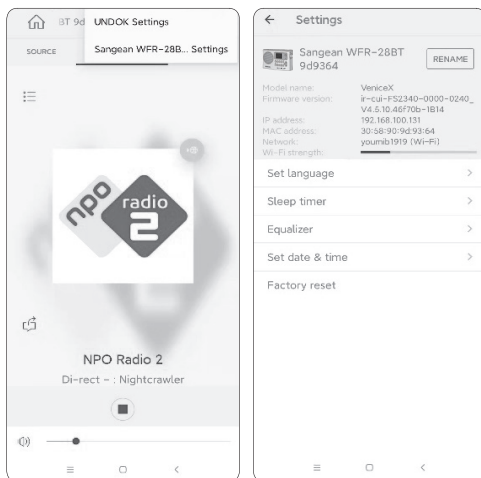 BT 9d
UNDOK Settings
SOURCE
Sangean WFR-28B... Settings
npo
radio
2
NPO Radio 2
Di-rect - : Nightcrawler
Settings
Sangean WFR-28BT
9d9364
RENAME
Model name: VeniceX
Firmware version: ir-cui-FS2340-0000-0240_
V4.6.10.46f70b-1B14
IP address: 192.168.100.131
MAC address: 30:58:90:9d:93:64
Network: youmib1919 (Wi-Fi)
Wi-Fi strength:
Set language
Sleep timer
Equalizer
Set date & time
Factory reset